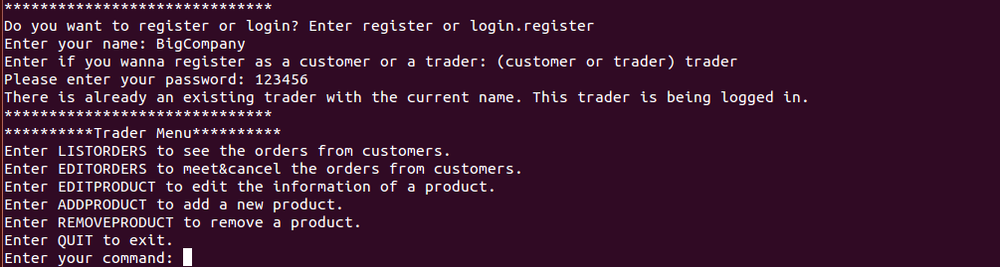 ******************************
Do you want to register or login? Enter register or login.register
Enter your name: BigCompany
Enter if you wanna register as a customer or a trader: (customer or trader) trader
Please enter your password: 123456
There is already an existing trader with the current name. This trader is being logged in.
******************************
**********Trader Menu**********
Enter LISTORDERS to see the orders from customers.
Enter EDITORDERS to meet&cancel the orders from customers.
Enter EDITPRODUCT to edit the information of a product.
Enter ADDPRODUCT to add a new product.
Enter REMOVEPRODUCT to remove a product.
Enter QUIT to exit.
Enter your command: